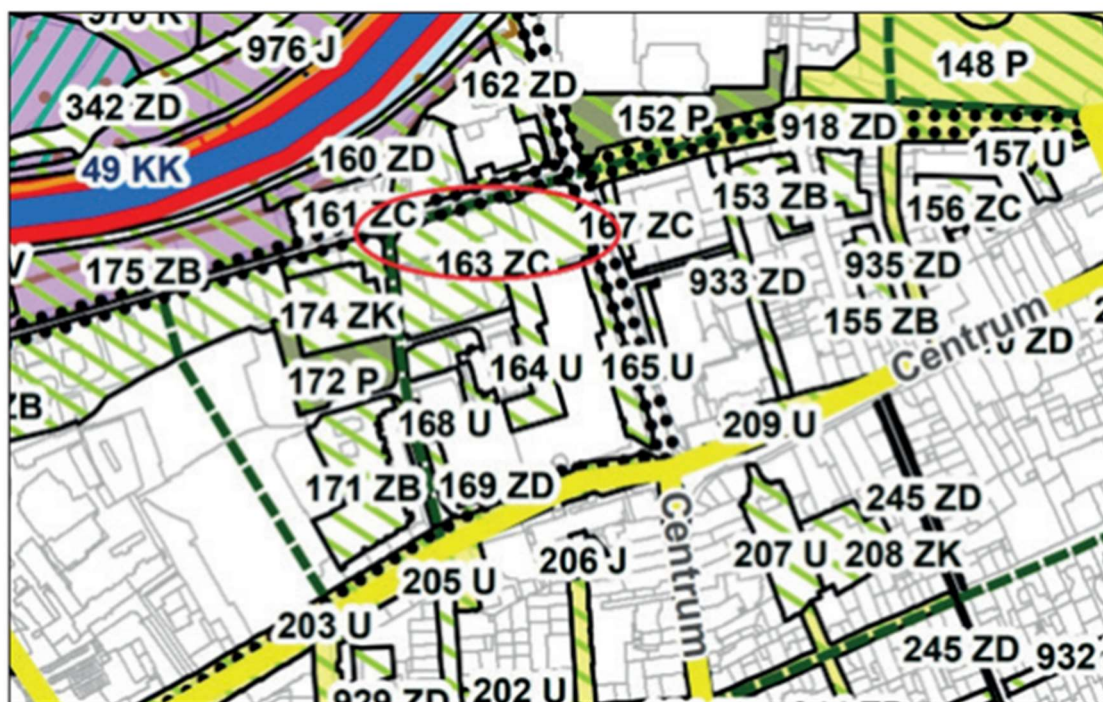 976 J
162 ZD
148 P
342 ZD
152 P
918 ZD
49 KK
160 ZD
157 U
153 ZB
161 ZC
167 ZC
156 ZC
175 ZB
163 ZC
933 ZD
935 ZD
174 ZK
155 ZB
Centrum
172 P
164 U
165 U
168 U
209 U
171 ZB
169 ZD
Centrum
245 ZD
206 J
207 U
208 ZK
205 U
203 U
245 ZD
932
202 U
929 ZD